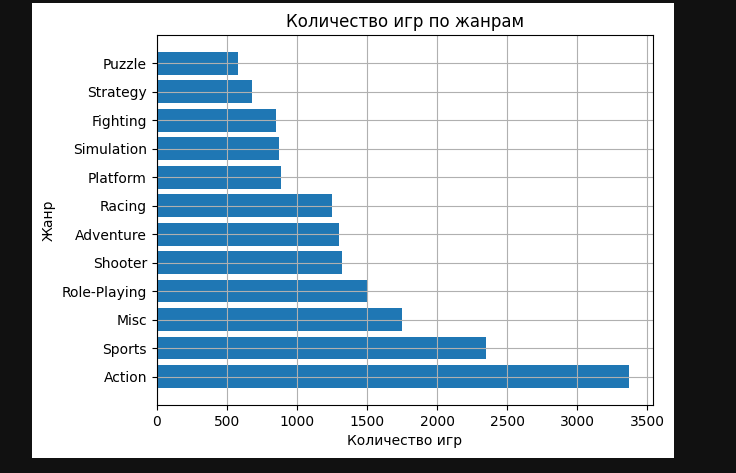 Количество игр по жанрам
Puzzle
Strategy
Fighting
Simulation
Platform
Racing
Adventure
Shooter
Role-Playing
Misc
Sports
Action
Жанр
0 500 1000 1500 2000 2500 3000 3500
Количество игр